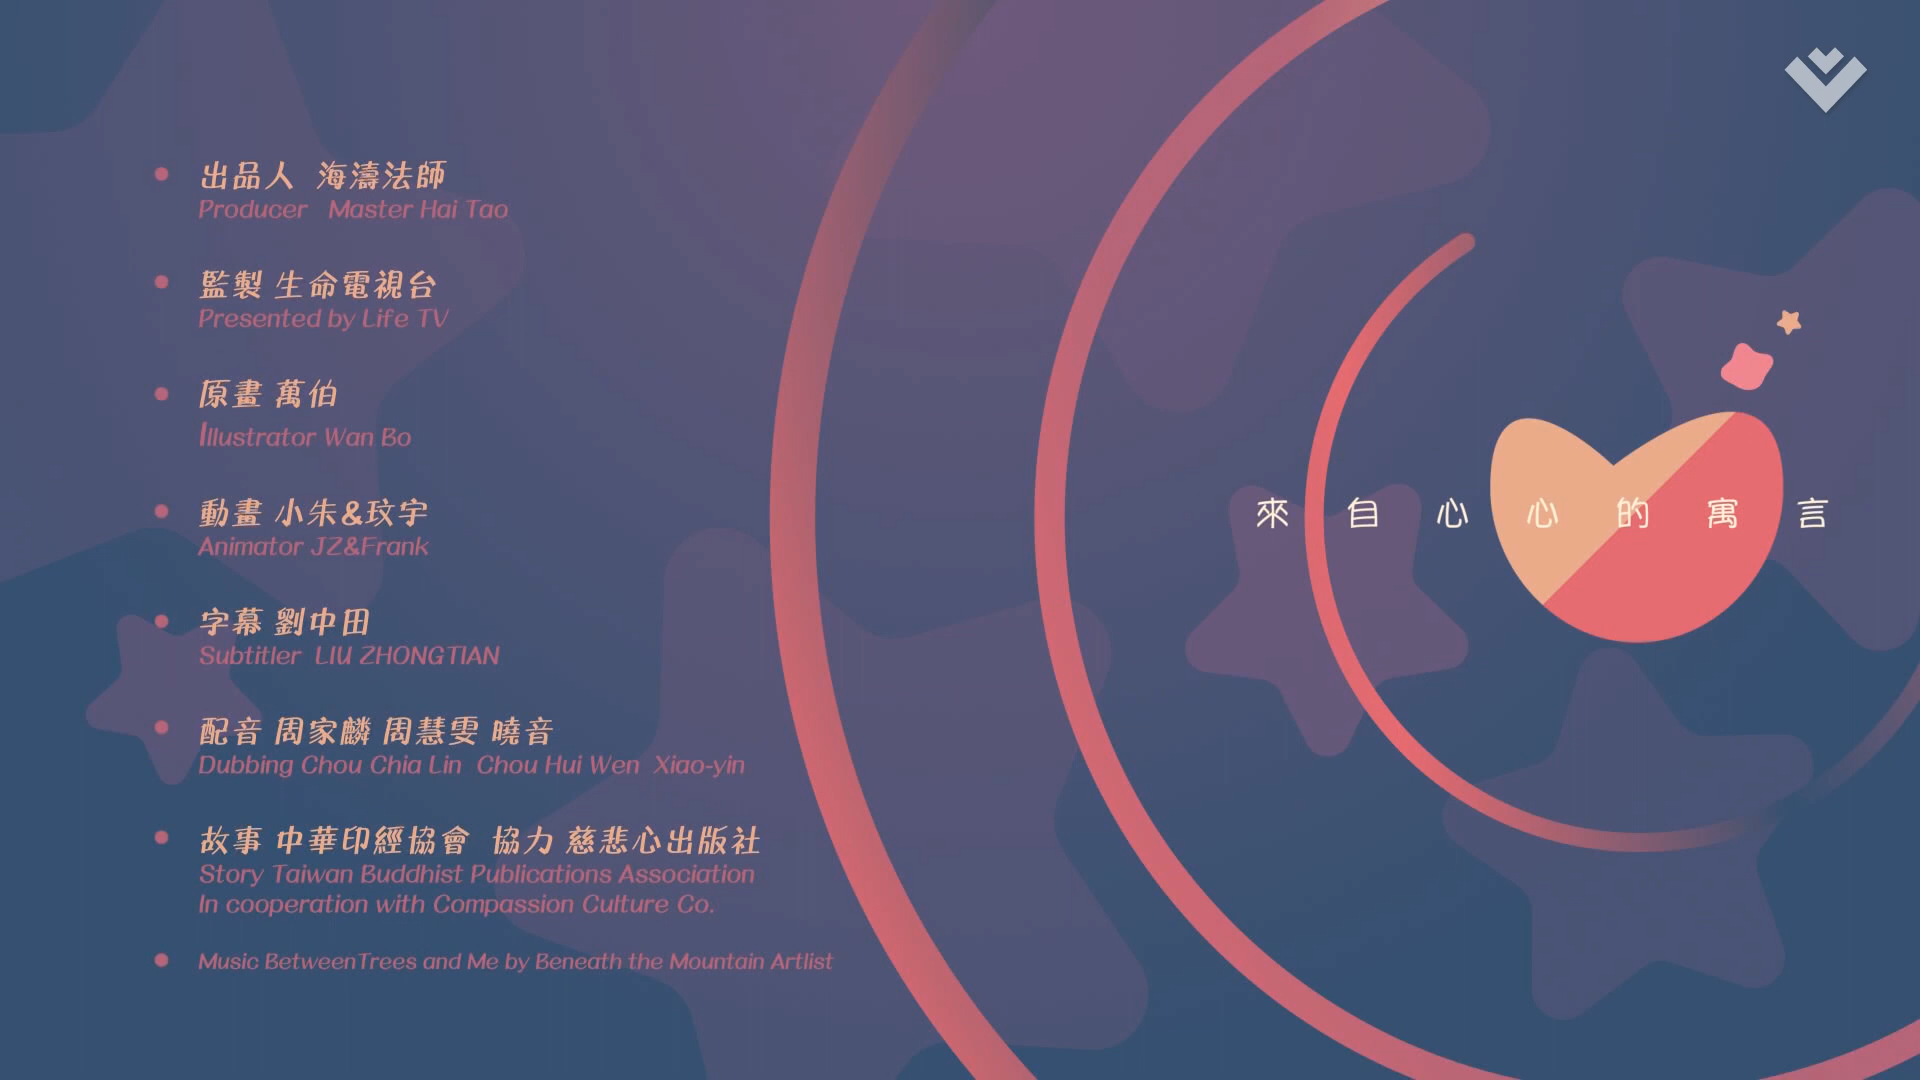 出品人 海濤法師
Producer Master Hai Tao
監製 生命電視台
Presented by Life TV
原畫 萬伯
Illustrator Wan Bo
動畫 小朱&玟宇
Animator JZ&Frank
字幕 劉中田
Subtitler LIU ZHONGTIAN
配音 周家麟 周慧雯 曉音
Dubbing Chou Chia Lin Chou Hui Wen Xiao-yin
故事 中華印經協會 協力 慈悲心出版社
Story Taiwan Buddhist Publications Association
In cooperation with Compassion Culture Co.
Music BetweenTrees and Me by Beneath the Mountain Artlist
來自心心的寓言